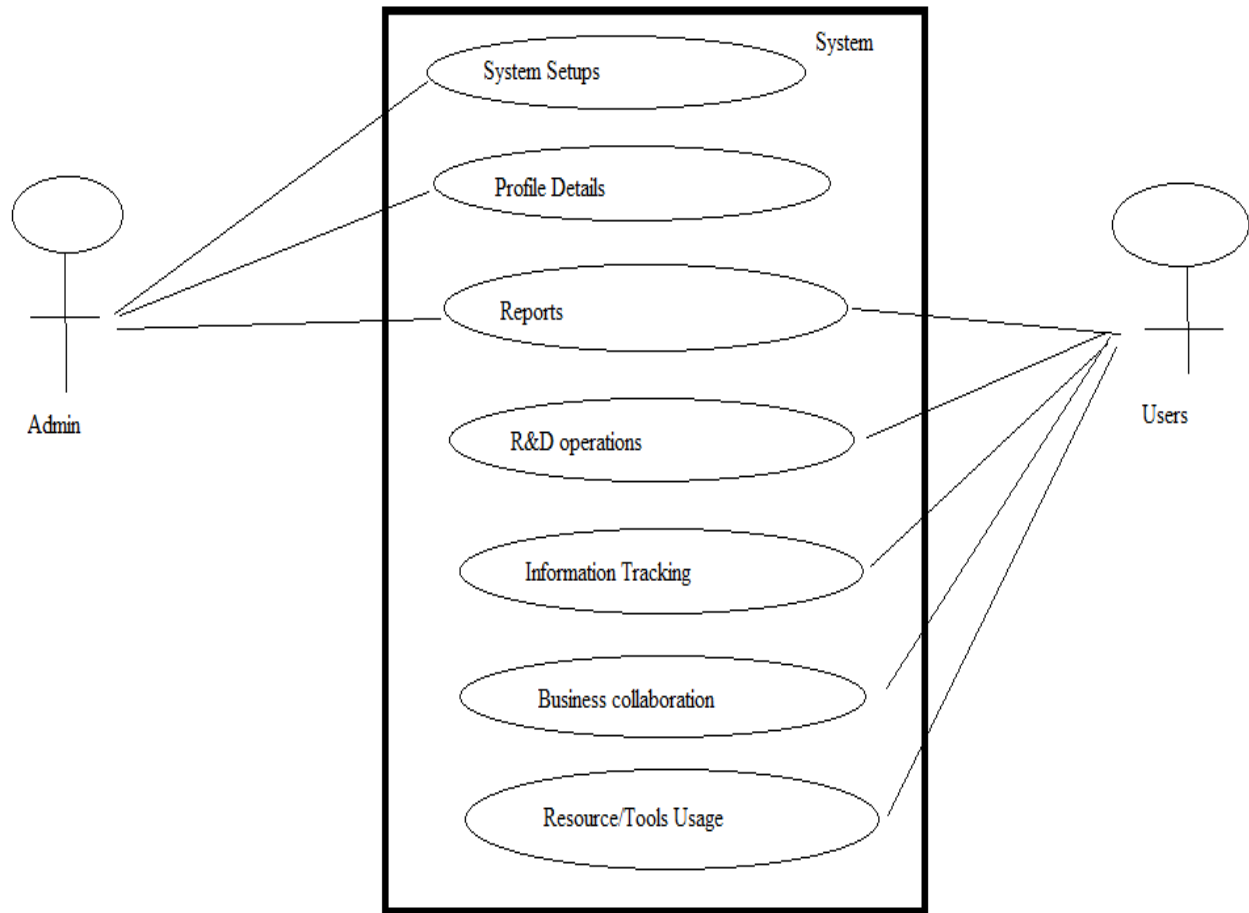 System
System Setups
Profile Details
Reports
Admin
Users
R&D operations
Information Tracking
Business collaboration
Resource/Tools Usage